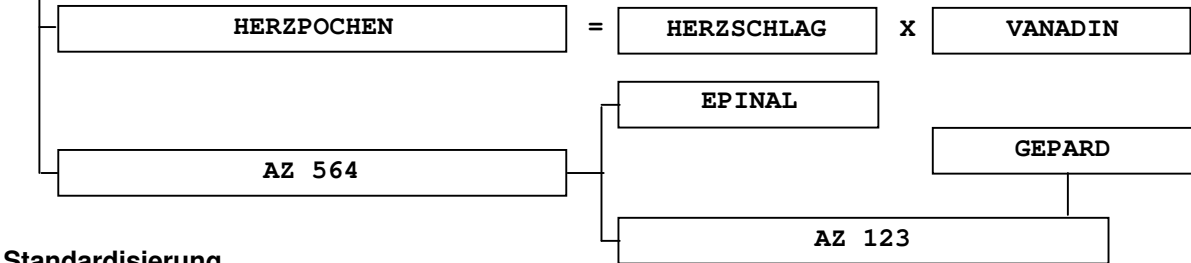 HERZPOCHEN = HERZSCHLAG X VANADIN
EPINAL
GEPARD
AZ 564
AZ 123
Standardisierung